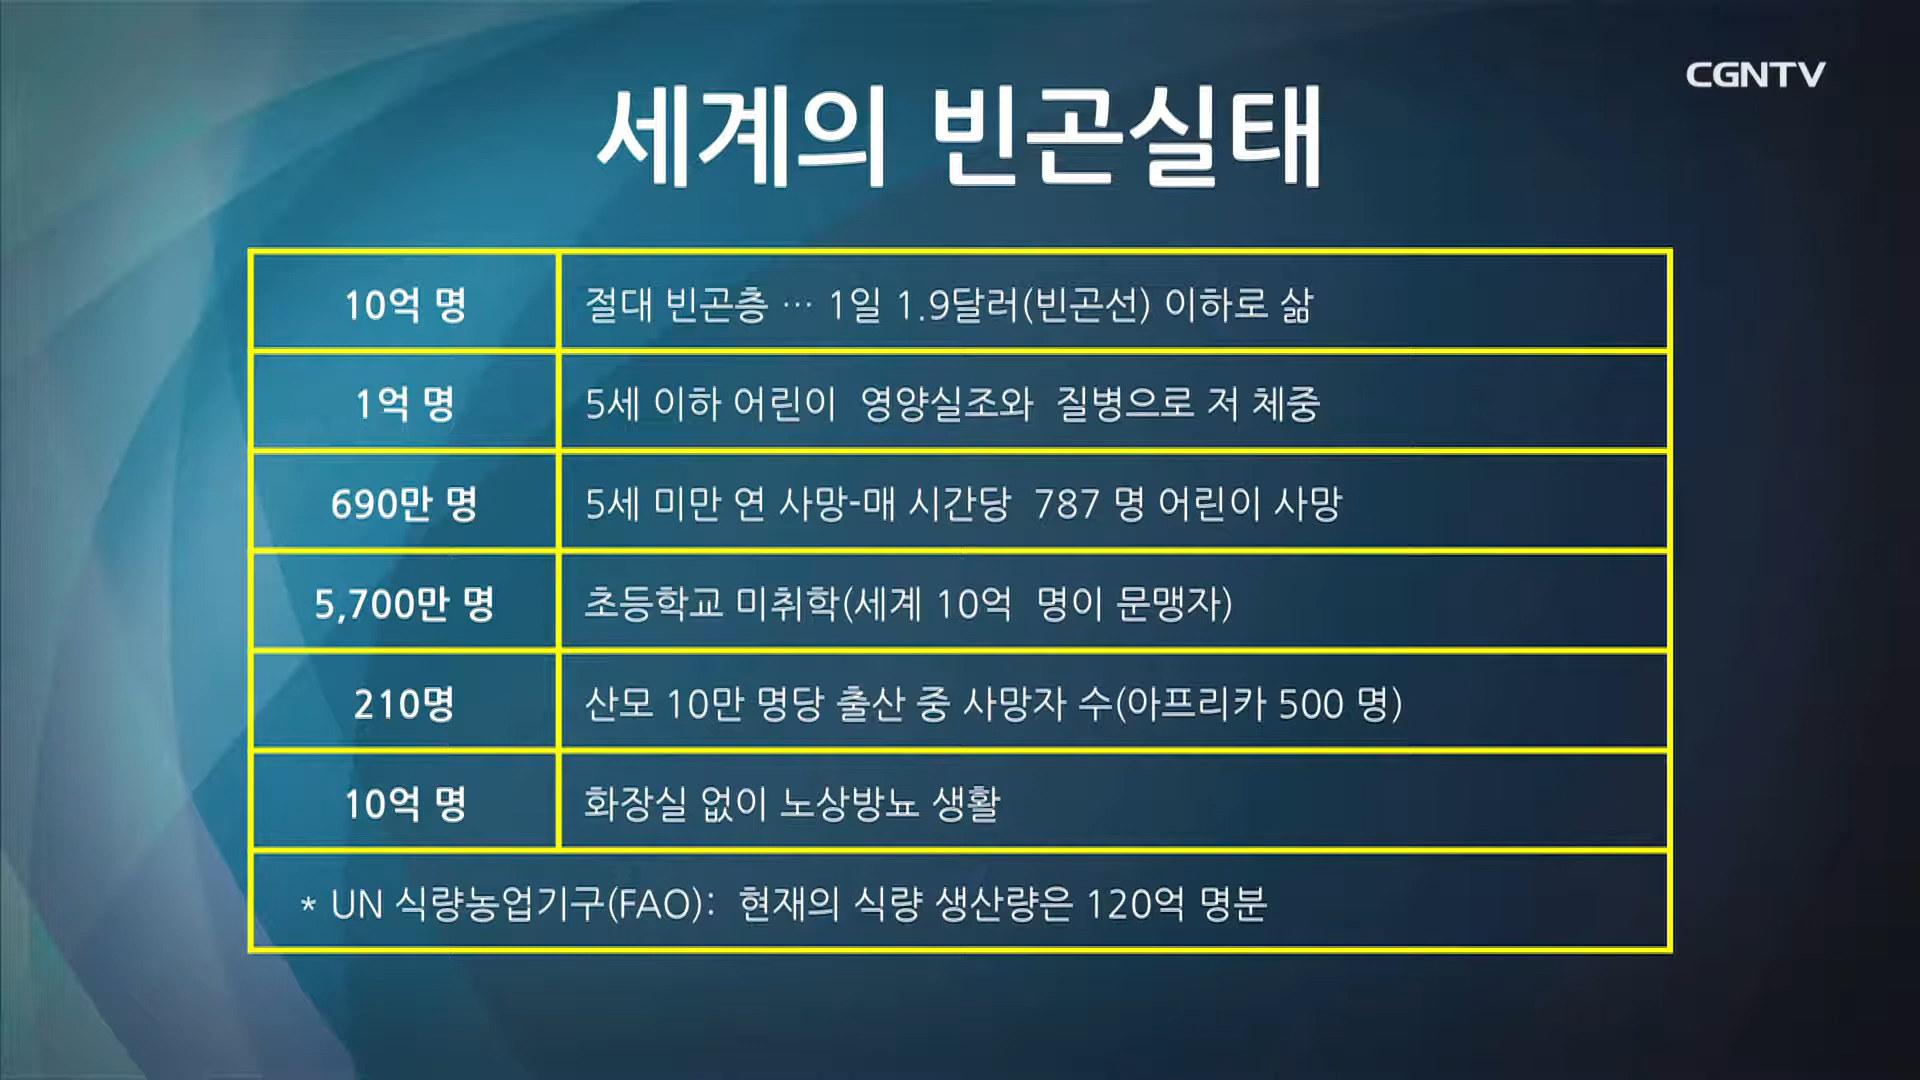 CGNTV
세계의 빈곤실태
10억 명 절대 빈곤층 … 1일 1.9달러(빈곤선) 이하로 삶
1억 명 5세 이하 어린이 영양실조와 질병으로 저 체중
690만 명 5세 미만 연 사망-매 시간당 787 명 어린이 사망
5,700만 명 초등학교 미취학(세계 10억 명이 문맹자)
210명 산모 10만 명당 출산 중 사망자 수(아프리카 500 명)
10억 명 화장실 없이 노상방뇨 생활
* UN 식량농업기구(FAO): 현재의 식량 생산량은 120억 명분